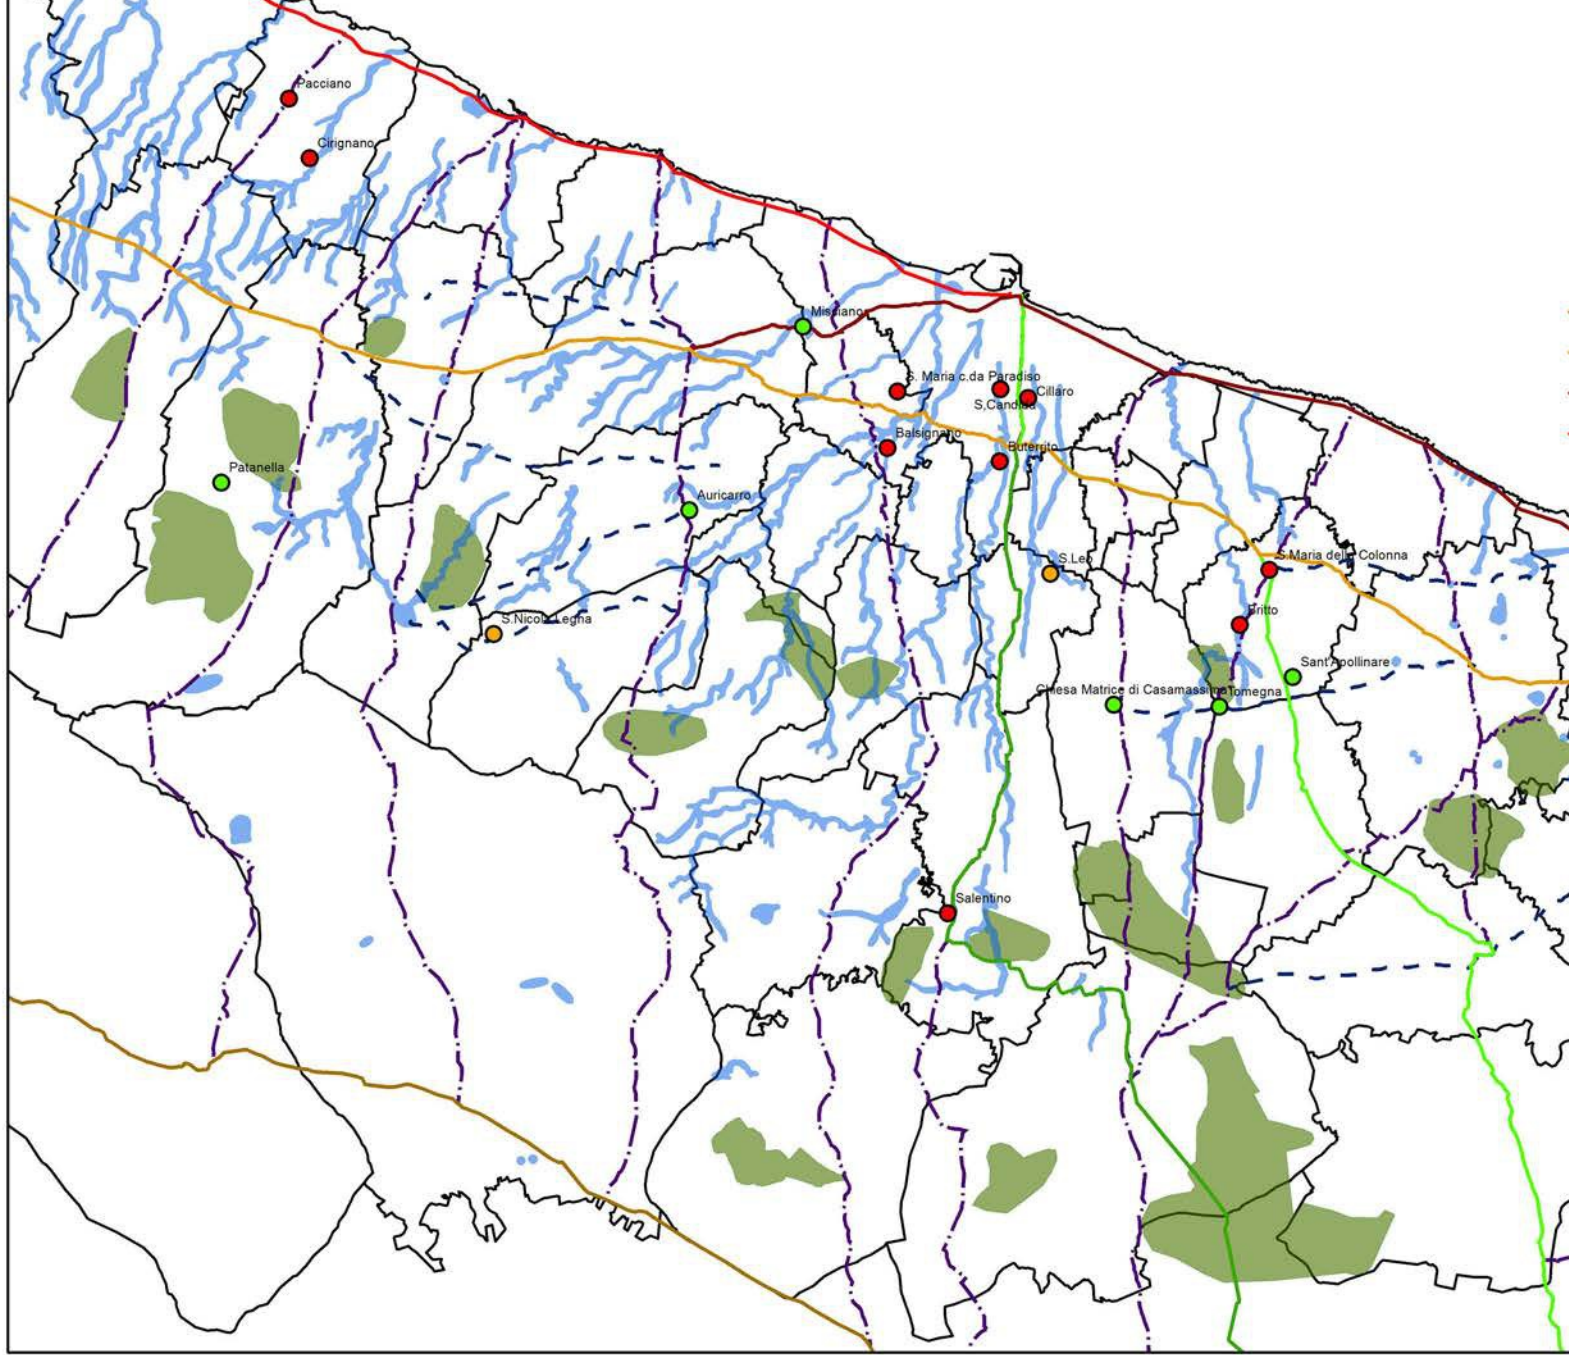 Pacciano
Cirignano
Misciano
S. Maria c.da Paradiso
Cillaro
S,Candida
Balsignano
Buterrito
Patanella
Auricarro
S.Leo
S.Maria della Colonna
S.Nicola Legna
Britto
Sant'Apollinare
Chiesa Matrice di Casamassima
Tomegna
Salentino